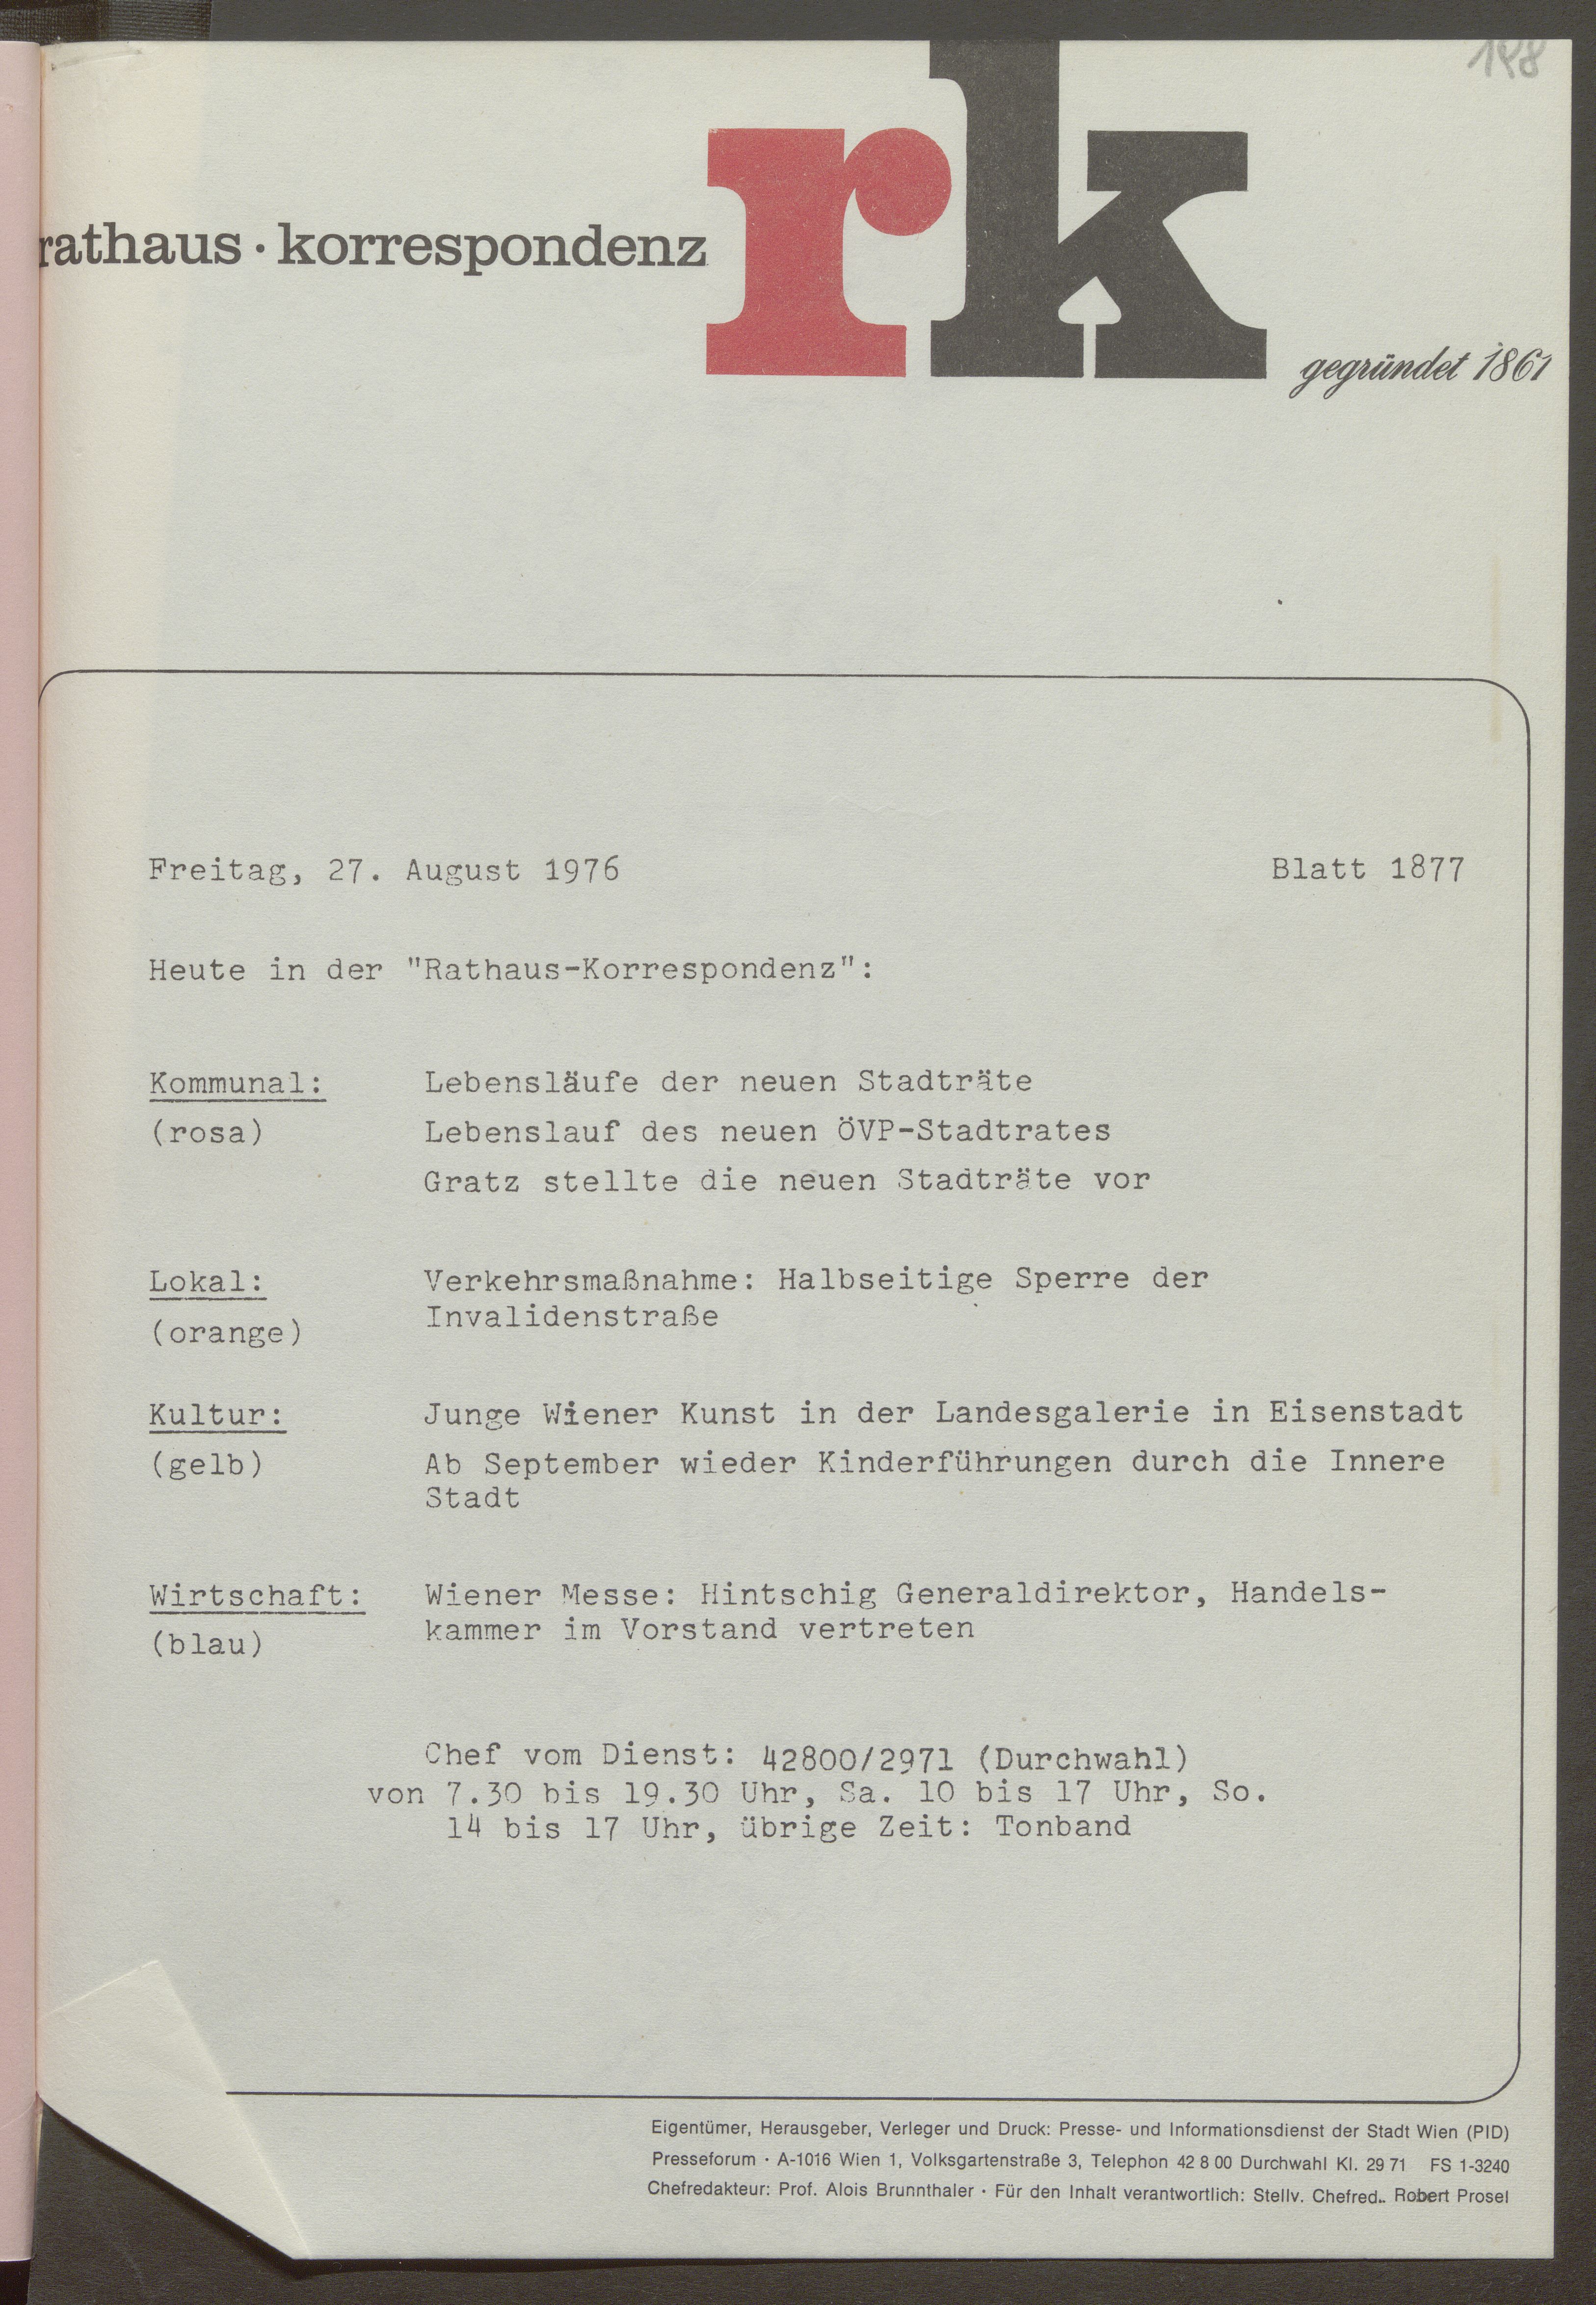 148
rk
rathaus · korrespondenz
gegründet 1861
Freitag, 27. August 1976 Blatt 1877
Heute in der "Rathaus-Korrespondenz":
Kommunal: Lebensläufe der neuen Stadträte
(rosa) Lebenslauf des neuen ÖVP-Stadtrates
Gratz stellte die neuen Stadträte vor
Lokal: Verkehrsmaßnahme: Halbseitige Sperre der
Invalidenstraße
(orange)
Kultur: Junge Wiener Kunst in der Landesgalerie in Eisenstadt
(gelb) Ab September wieder Kinderführungen durch die Innere
Stadt
Wirtschaft: Wiener Messe: Hintschig Generaldirektor, Handels-
kammer im Vorstand vertreten
(blau)
Chef vom Dienst: 42800/2971 (Durchwahl)
von 7.30 bis 19.30 Uhr, Sa. 10 bis 17 Uhr, So.
14 bis 17 Uhr, übrige Zeit: Tonband
Eigentümer, Herausgeber, Verleger und Druck: Presse- und Informationsdienst der Stadt Wien (PID)
Presseforum · A-1016 Wien 1, Volksgartenstraße 3, Telephon 42 8 00 Durchwahl Kl. 29 71 FS 1-3240
Chefredakteur: Prof. Alois Brunnthaler · Für den Inhalt verantwortlich: Stellv. Chefred.. Robert Prosel